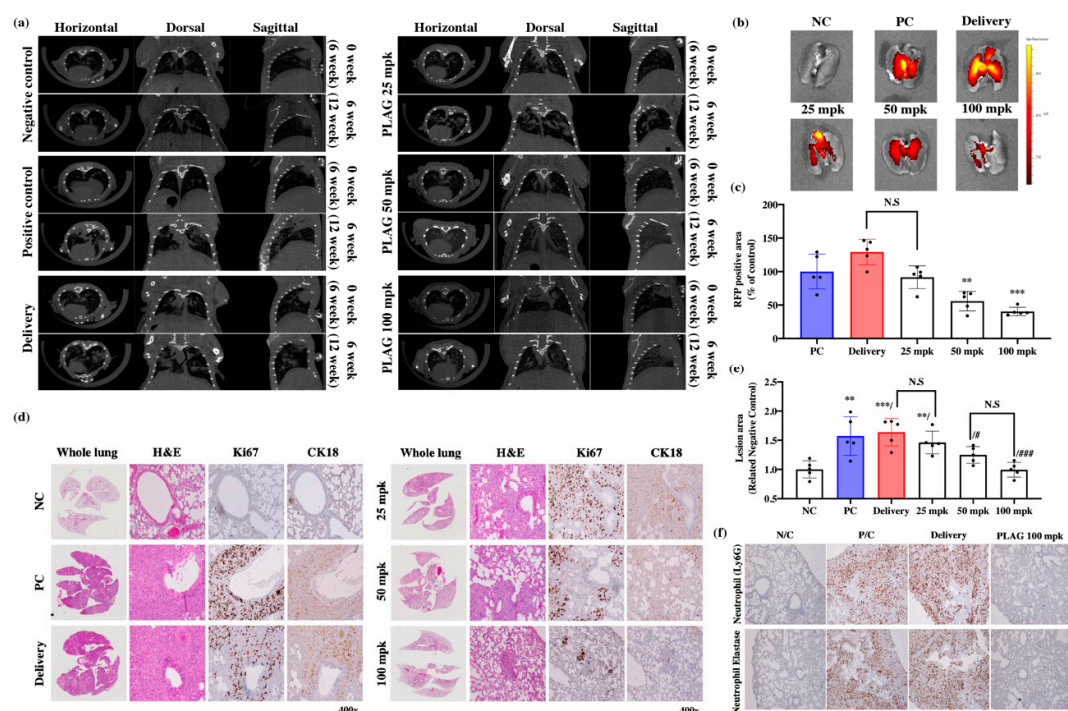 (a)
Horizontal Dorsal Sagittal
Negative control
0 week
(6 week)
6 week
(12 week)
Positive control
0 week
(6 week)
6 week
(12 week)
Delivery
0 week
(6 week)
6 week
(12 week)
Horizontal Dorsal Sagittal
PLAG 25 mpk
0 week
(6 week)
6 week
(12 week)
PLAG 50 mpk
0 week
(6 week)
6 week
(12 week)
PLAG 100 mpk
0 week
(6 week)
6 week
(12 week)
(b)
NC PC Delivery
25 mpk 50 mpk 100 mpk
(c)
RFP positive area
(% of control)
150
100
50
0
N.S
**
***
PC Delivery 25 mpk 50 mpk 100 mpk
(d)
Whole lung H&E Ki67 CK18
NC
PC
Delivery
400x
Whole lung H&E Ki67 CK18
25 mpk
50 mpk
100 mpk
400x
(e)
Lesion area
(Related Negative Control)
2.5
1.5
1.0
0.5
N.S
N.S
**
***/
**/
/#
/###
NC PC Delivery 25 mpk 50 mpk 100 mpk
(f)
N/C P/C Delivery PLAG 100 mpk
Neutrophil (Ly6G)
Neutrophil Elastase